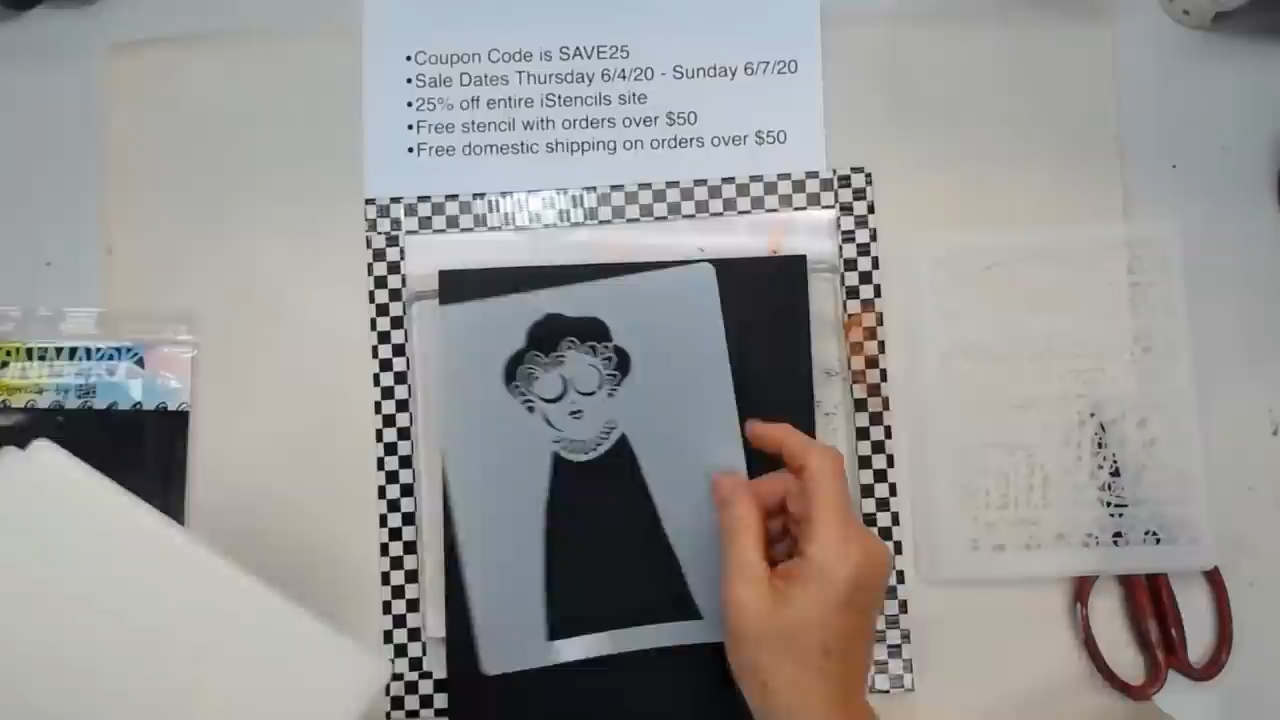 •Coupon Code is SAVE25
•Sale Dates Thursday 6/4/20 - Sunday 6/7/20
•25% off entire iStencils site
•Free stencil with orders over $50
•Free domestic shipping on orders over $50